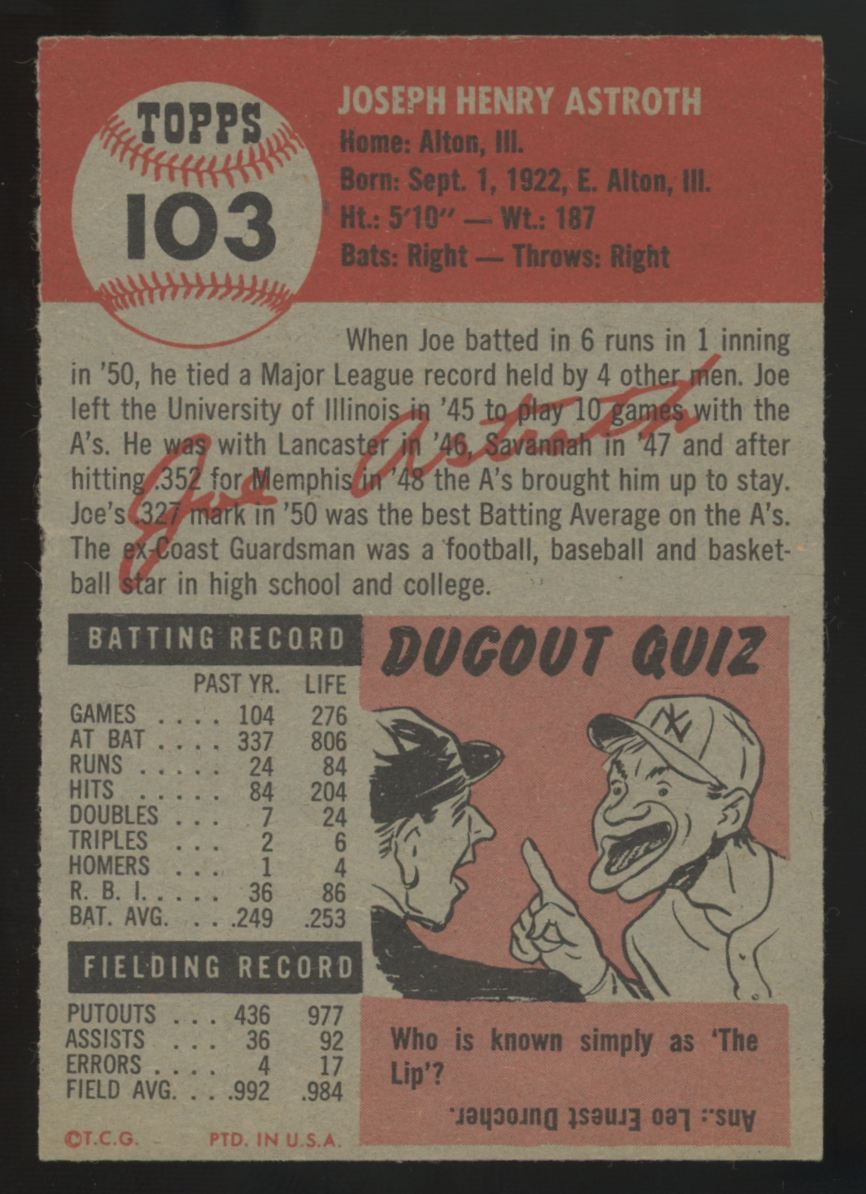 TOPPS
103
JOSEPH HENRY ASTROTH
Home: Alton, Ill.
Born: Sept. 1, 1922, E. Alton, Ill.
Ht.: 5'10" — Wt.: 187
Bats: Right — Throws: Right
When Joe batted in 6 runs in 1 inning
in '50, he tied a Major League record held by 4 other men. Joe
left the University of Illinois in '45 to play 10 games with the
A's. He was with Lancaster in '46, Savannah in '47 and after
hitting .352 for Memphis in '48 the A's brought him up to stay.
Joe's .327 mark in '50 was the best Batting Average on the A's.
The ex-Coast Guardsman was a football, baseball and basket-
ball star in high school and college.
Joe Astroth
BATTING RECORD
PAST YR. LIFE
GAMES . . . . 104 276
AT BAT . . . . 337 806
RUNS . . . . . 24 84
HITS . . . . . 84 204
DOUBLES . . . 7 24
TRIPLES . . . 2 6
HOMERS . . . 1 4
R. B. I. . . . . 36 86
BAT. AVG. . . . .249 .253
FIELDING RECORD
PUTOUTS . . . 436 977
ASSISTS . . . 36 92
ERRORS . . . . 4 17
FIELD AVG. . . .992 .984
©T.C.G. PTD. IN U.S.A.
DUGOUT QUIZ
NY
Who is known simply as 'The
Lip'?
Ans.: Leo Ernest Durocher.